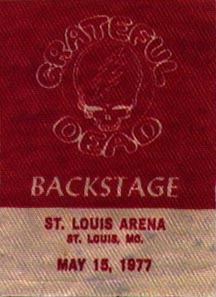 GRATEFUL
DEAD
BACKSTAGE
ST. LOUIS ARENA
ST. LOUIS, MO.
MAY 15, 1977